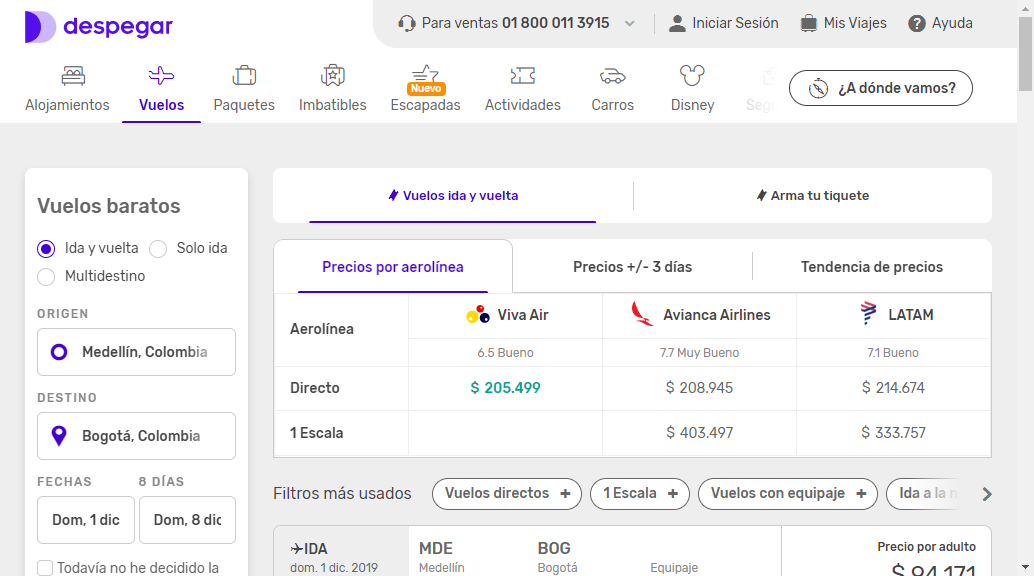 despegar
Para ventas 01 800 011 3915
Iniciar Sesión
Mis Viajes
Ayuda
Alojamientos
Vuelos
Paquetes
Imbatibles
Nuevo
Escapadas
Actividades
Carros
Disney
Seg
¿A dónde vamos?
Vuelos baratos
Ida y vuelta
Solo ida
Multidestino
ORIGEN
Medellín, Colombia
DESTINO
Bogotá, Colombia
FECHAS
8 DÍAS
Dom, 1 dic
Dom, 8 dic
Todavía no he decidido la
Vuelos ida y vuelta
Arma tu tiquete
Precios por aerolínea
Precios +/- 3 días
Tendencia de precios
Aerolínea
Viva Air
Avianca Airlines
LATAM
6.5 Bueno
7.7 Muy Bueno
7.1 Bueno
Directo
$ 205.499
$ 208.945
$ 214.674
1 Escala
$ 403.497
$ 333.757
Filtros más usados
Vuelos directos +
1 Escala +
Vuelos con equipaje +
Ida a la
IDA
MDE
BOG
Precio por adulto
dom. 1 dic. 2019
Medellín
Bogotá
Equipaje
$ 94.171